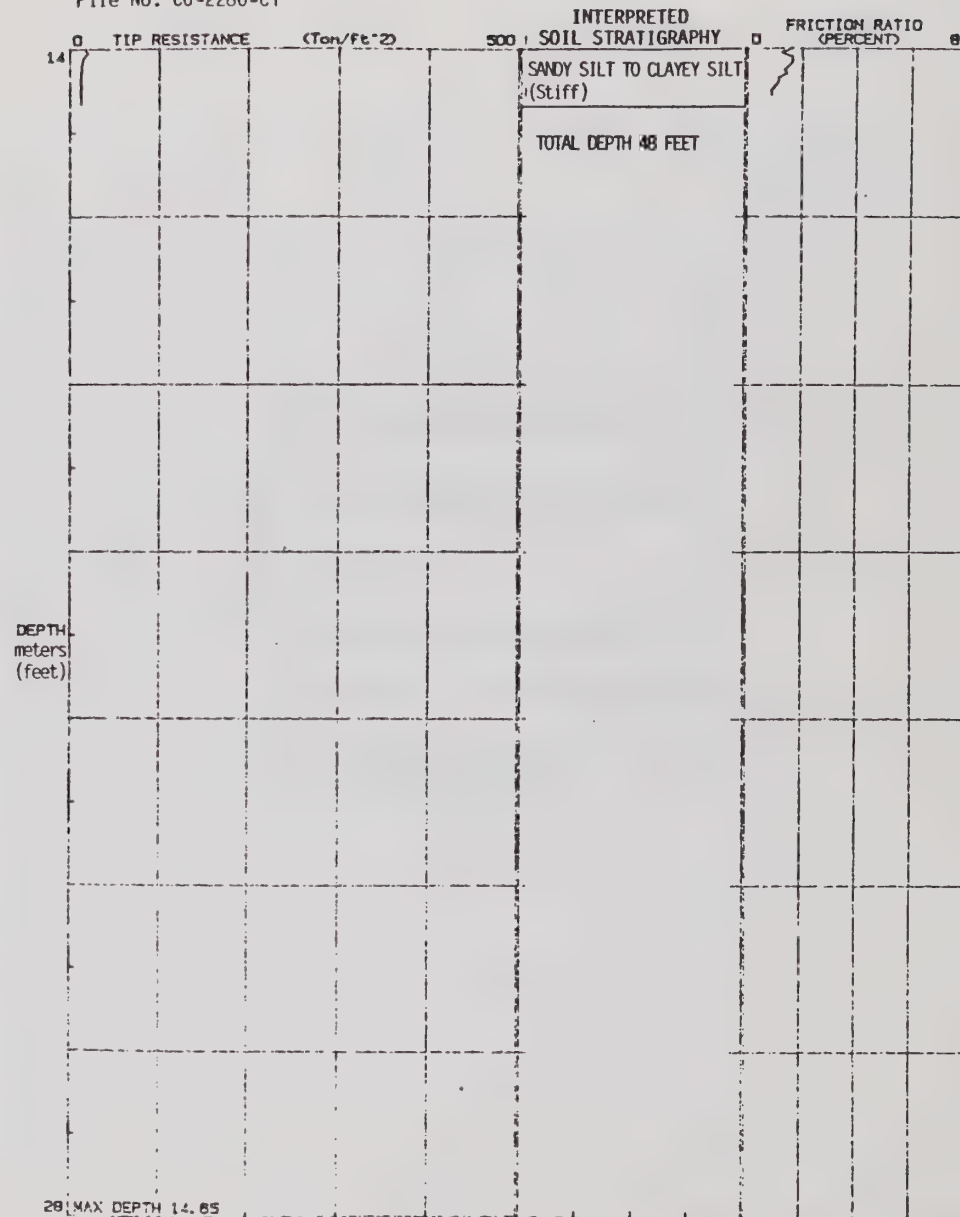 INTERPRETED
SOIL STRATIGRAPHY
0 TIP RESISTANCE (Ton/ft^2) 500
0 FRICTION RATIO 8
(PERCENT)
14
SANDY SILT TO CLAYEY SILT
(Stiff)
TOTAL DEPTH 48 FEET
DEPTH
meters
(feet)
28 MAX DEPTH 14.65